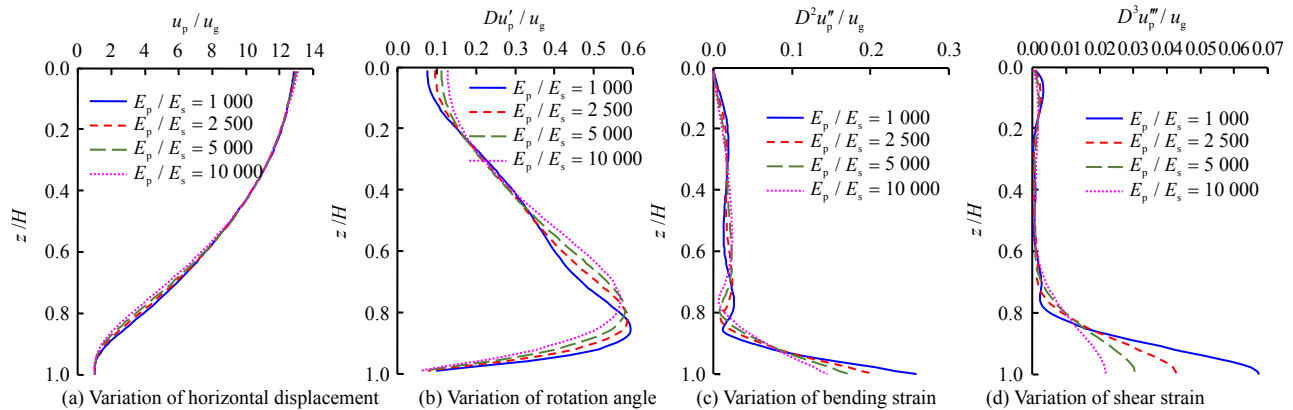 u_p / u_g
0 2 4 6 8 10 12 14
0.0
0.2
0.4
0.6
0.8
1.0
z/H
E_p / E_s = 1 000
E_p / E_s = 2 500
E_p / E_s = 5 000
E_p / E_s = 10 000
(a) Variation of horizontal displacement
Du′_p / u_g
0.0 0.1 0.2 0.3 0.4 0.5 0.6
0.0
0.2
0.4
0.6
0.8
1.0
z/H
E_p / E_s = 1 000
E_p / E_s = 2 500
E_p / E_s = 5 000
E_p / E_s = 10 000
(b) Variation of rotation angle
D²u″_p / u_g
0.0 0.1 0.2 0.3
0.0
0.2
0.4
0.6
0.8
1.0
z/H
E_p / E_s = 1 000
E_p / E_s = 2 500
E_p / E_s = 5 000
E_p / E_s = 10 000
(c) Variation of bending strain
D³u‴_p / u_g
0.00 0.01 0.02 0.03 0.04 0.05 0.06 0.07
0.0
0.2
0.4
0.6
0.8
1.0
z/H
E_p / E_s = 1 000
E_p / E_s = 2 500
E_p / E_s = 5 000
E_p / E_s = 10 000
(d) Variation of shear strain